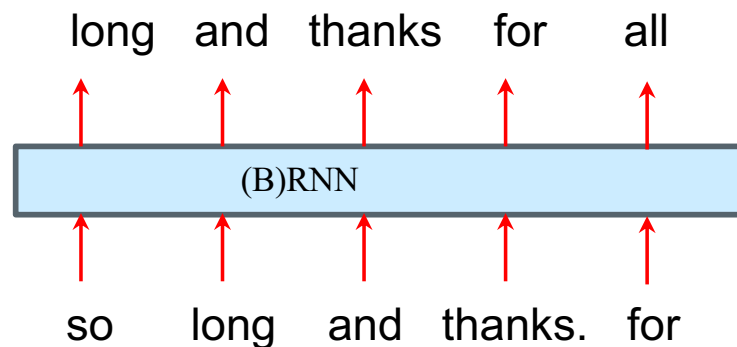 long and thanks for all
(B)RNN
so long and thanks. for